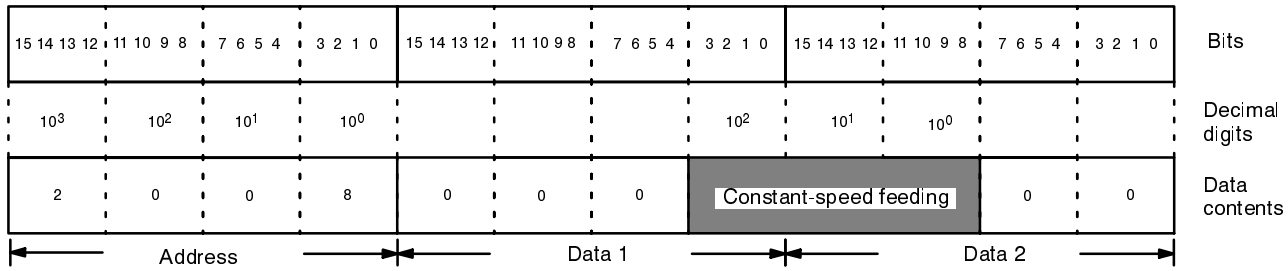 15 14 13 12 11 10 9 8 7 6 5 4 3 2 1 0 15 14 13 12 11 10 9 8 7 6 5 4 3 2 1 0 15 14 13 12 11 10 9 8 7 6 5 4 3 2 1 0 Bits
10³ 10² 10¹ 10⁰ 10² 10¹ 10⁰ Decimal
digits
2 0 0 8 0 0 0 Constant-speed feeding 0 0 Data
contents
Address Data 1 Data 2